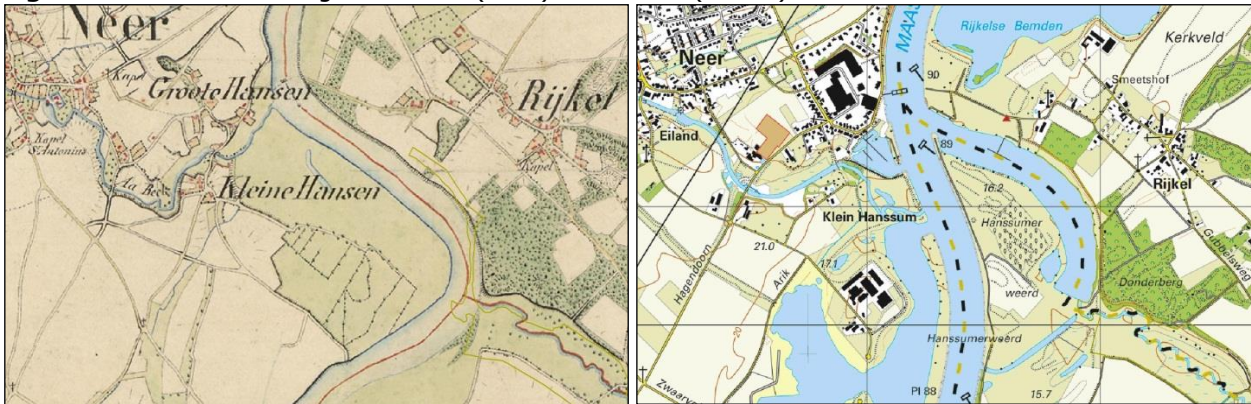 Neer
Groote Hansen
Kapel
Rijkel
Kapel
Kapel
St. Antonius
Kleine Hansen
MAAS
Rijkelse Bemden
Kerkveld
Neer
90
Smeetshof
Eiland
89
Rijkel
Klein Hanssum
16.2
Hanssumer
21.0
Hagendoorn
17.1
Arik
weerd
Donderberg
Gubbelsweg
20
Hanssumerweerd
Pl 88
15.7